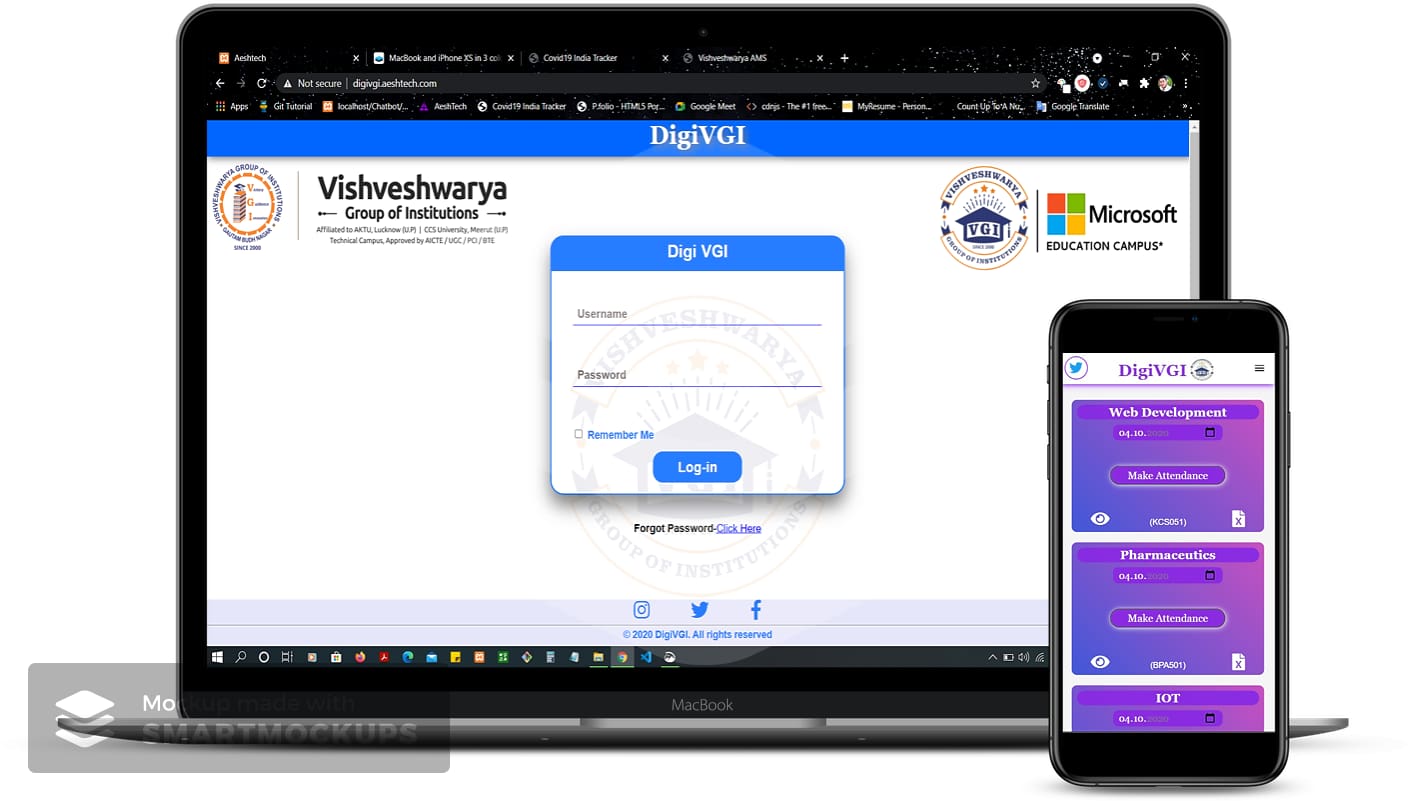 Aeshtech
MacBook and iPhone XS in 3 col
Covid19 India Tracker
Vishveshwarya AMS
Not secure | digivgi.aeshtech.com
Apps
Git Tutorial
localhost/Chatbot/...
AeshTech
Covid19 India Tracker
P.folio - HTML5 Por...
Google Meet
cdnjs - The #1 free...
MyResume - Person...
Count Up To A Nu...
Google Translate
»
DigiVGI
VISHVESHWARYA GROUP OF INSTITUTIONS
V
G
I
GAUTAM BUDH NAGAR
SINCE 2000
Vishveshwarya
Group of Institutions
Affiliated to AKTU, Lucknow (U.P) | CCS University, Meerut (U.P)
Technical Campus, Approved by AICTE / UGC / PCI / BTE
VISHVESHWARYA
VGI
SINCE 2000
GROUP OF INSTITUTIONS
Microsoft
EDUCATION CAMPUS*
Digi VGI
VISHVESHWARYA
Username
Password
Remember Me
VGI
Log-in
GROUP OF INSTITUTIONS
Forgot Password-Click Here
© 2020 DigiVGI. All rights reserved
MacBook
DigiVGI
Web Development
04.10.2020
Make Attendance
(KCS051)
X
Pharmaceutics
04.10.2020
Make Attendance
(BPA501)
X
IOT
04.10.2020
Mockup made with
SMARTMOCKUPS